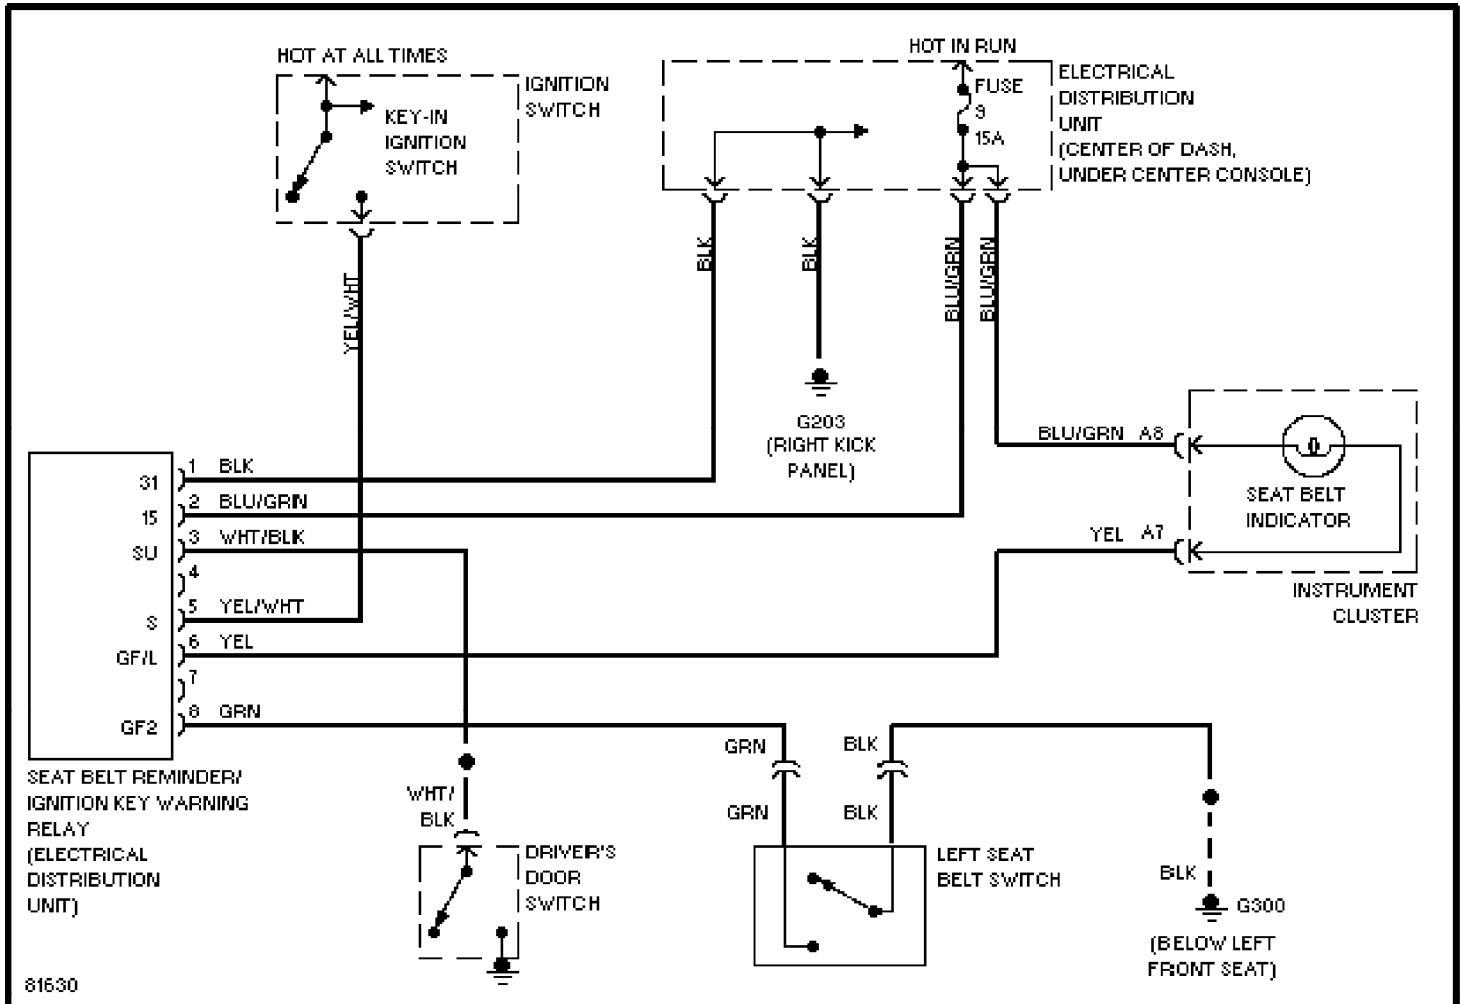 HOT AT ALL TIMES
IGNITION
SWITCH
KEY-IN
IGNITION
SWITCH
HOT IN RUN
FUSE
9
15A
ELECTRICAL
DISTRIBUTION
UNIT
(CENTER OF DASH,
UNDER CENTER CONSOLE)
YEL/WHT
BLK
BLK
BLU/GRN
BLU/GRN
G203
(RIGHT KICK
PANEL)
BLU/GRN A8
SEAT BELT
INDICATOR
YEL A7
INSTRUMENT
CLUSTER
31 1 BLK
15 2 BLU/GRN
SU 3 WHT/BLK
4
S 5 YEL/WHT
GF/L 6 YEL
7
GF2 8 GRN
SEAT BELT REMINDER/
IGNITION KEY WARNING
RELAY
(ELECTRICAL
DISTRIBUTION
UNIT)
WHT/
BLK
DRIVER'S
DOOR
SWITCH
GRN BLK
GRN BLK
LEFT SEAT
BELT SWITCH
BLK
G300
(BELOW LEFT
FRONT SEAT)
81630